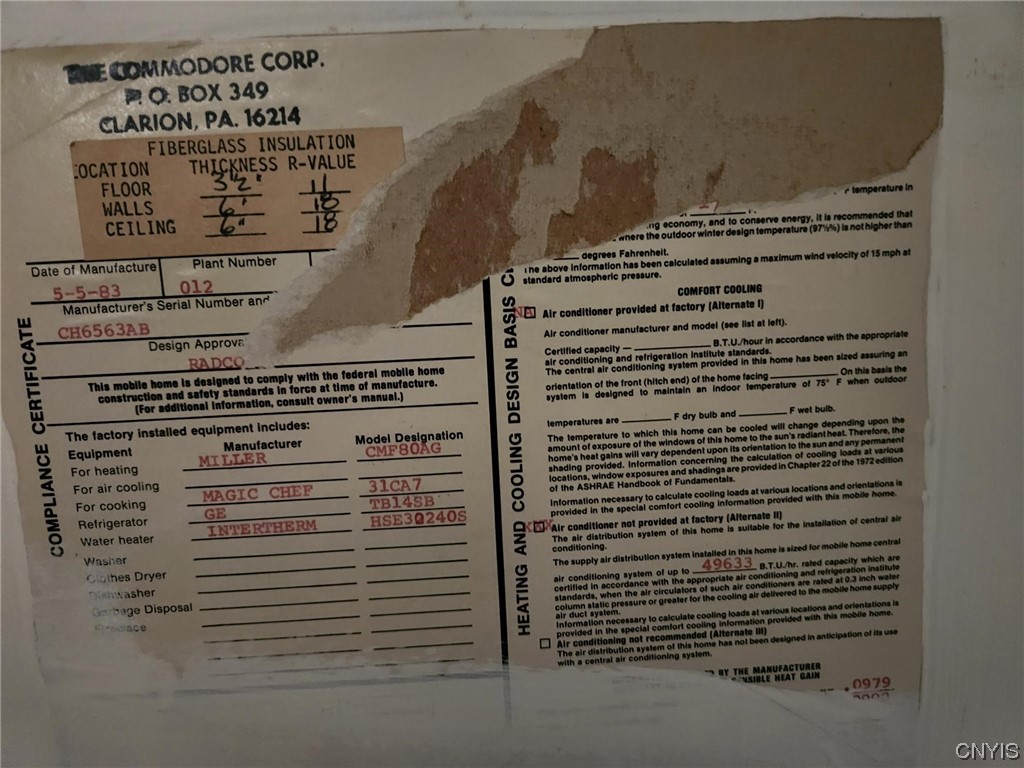 THE COMMODORE CORP.
P. O. BOX 349
CLARION, PA. 16214
FIBERGLASS INSULATION
LOCATION THICKNESS R-VALUE
FLOOR 3½" 11
WALLS 6" 18
CEILING 6" 18
Date of Manufacture Plant Number
5-5-83 012
Manufacturer's Serial Number and
CH6563AB
Design Approva
RADCO
This mobile home is designed to comply with the federal mobile home
construction and safety standards in force at time of manufacture.
(For additional information, consult owner's manual.)
COMPLIANCE CERTIFICATE
The factory installed equipment includes:
Equipment Manufacturer Model Designation
For heating MILLER CMF80AG
For air cooling
For cooking MAGIC CHEF 31CA7
Refrigerator GE TB14SB
Water heater INTERTHERM HSE30240S
Washer
Clothes Dryer
Dishwasher
Garbage Disposal
Fireplace
HEATING AND COOLING DESIGN BASIS C
temperature in
F.
ng economy, and to conserve energy, it is recommended that
where the outdoor winter design temperature (97½%) is not higher than
degrees Fahrenheit.
The above information has been calculated assuming a maximum wind velocity of 15 mph at
standard atmospheric pressure.
COMFORT COOLING
Air conditioner provided at factory (Alternate I)
Air conditioner manufacturer and model (see list at left).
Certified capacity — B.T.U./hour in accordance with the appropriate
air conditioning and refrigeration institute standards.
The central air conditioning system provided in this home has been sized assuming an
orientation of the front (hitch end) of the home facing On this basis the
system is designed to maintain an indoor temperature of 75° F when outdoor
temperatures are F dry bulb and F wet bulb.
The temperature to which this home can be cooled will change depending upon the
amount of exposure of the windows of this home to the sun's radiant heat. Therefore, the
home's heat gains will vary dependent upon its orientation to the sun and any permanent
shading provided. Information concerning the calculation of cooling loads at various
locations, window exposures and shadings are provided in Chapter 22 of the 1972 edition
of the ASHRAE Handbook of Fundamentals.
Information necessary to calculate cooling loads at various locations and orientations is
provided in the special comfort cooling information provided with this mobile home.
XXX Air conditioner not provided at factory (Alternate II)
The air distribution system of this home is suitable for the installation of central air
conditioning.
The supply air distribution system installed in this home is sized for mobile home central
air conditioning system of up to 49633 B.T.U./hr. rated capacity which are
certified in accordance with the appropriate air conditioning and refrigeration institute
standards, when the air circulators of such air conditioners are rated at 0.3 inch water
column static pressure or greater for the cooling air delivered to the mobile home supply
air duct system.
Information necessary to calculate cooling loads at various locations and orientations is
provided in the special comfort cooling information provided with this mobile home.
Air conditioning not recommended (Alternate III)
The air distribution system of this home has not been designed in anticipation of its use
with a central air conditioning system.
D BY THE MANUFACTURER
ENSIBLE HEAT GAIN
.0979
CNYIS